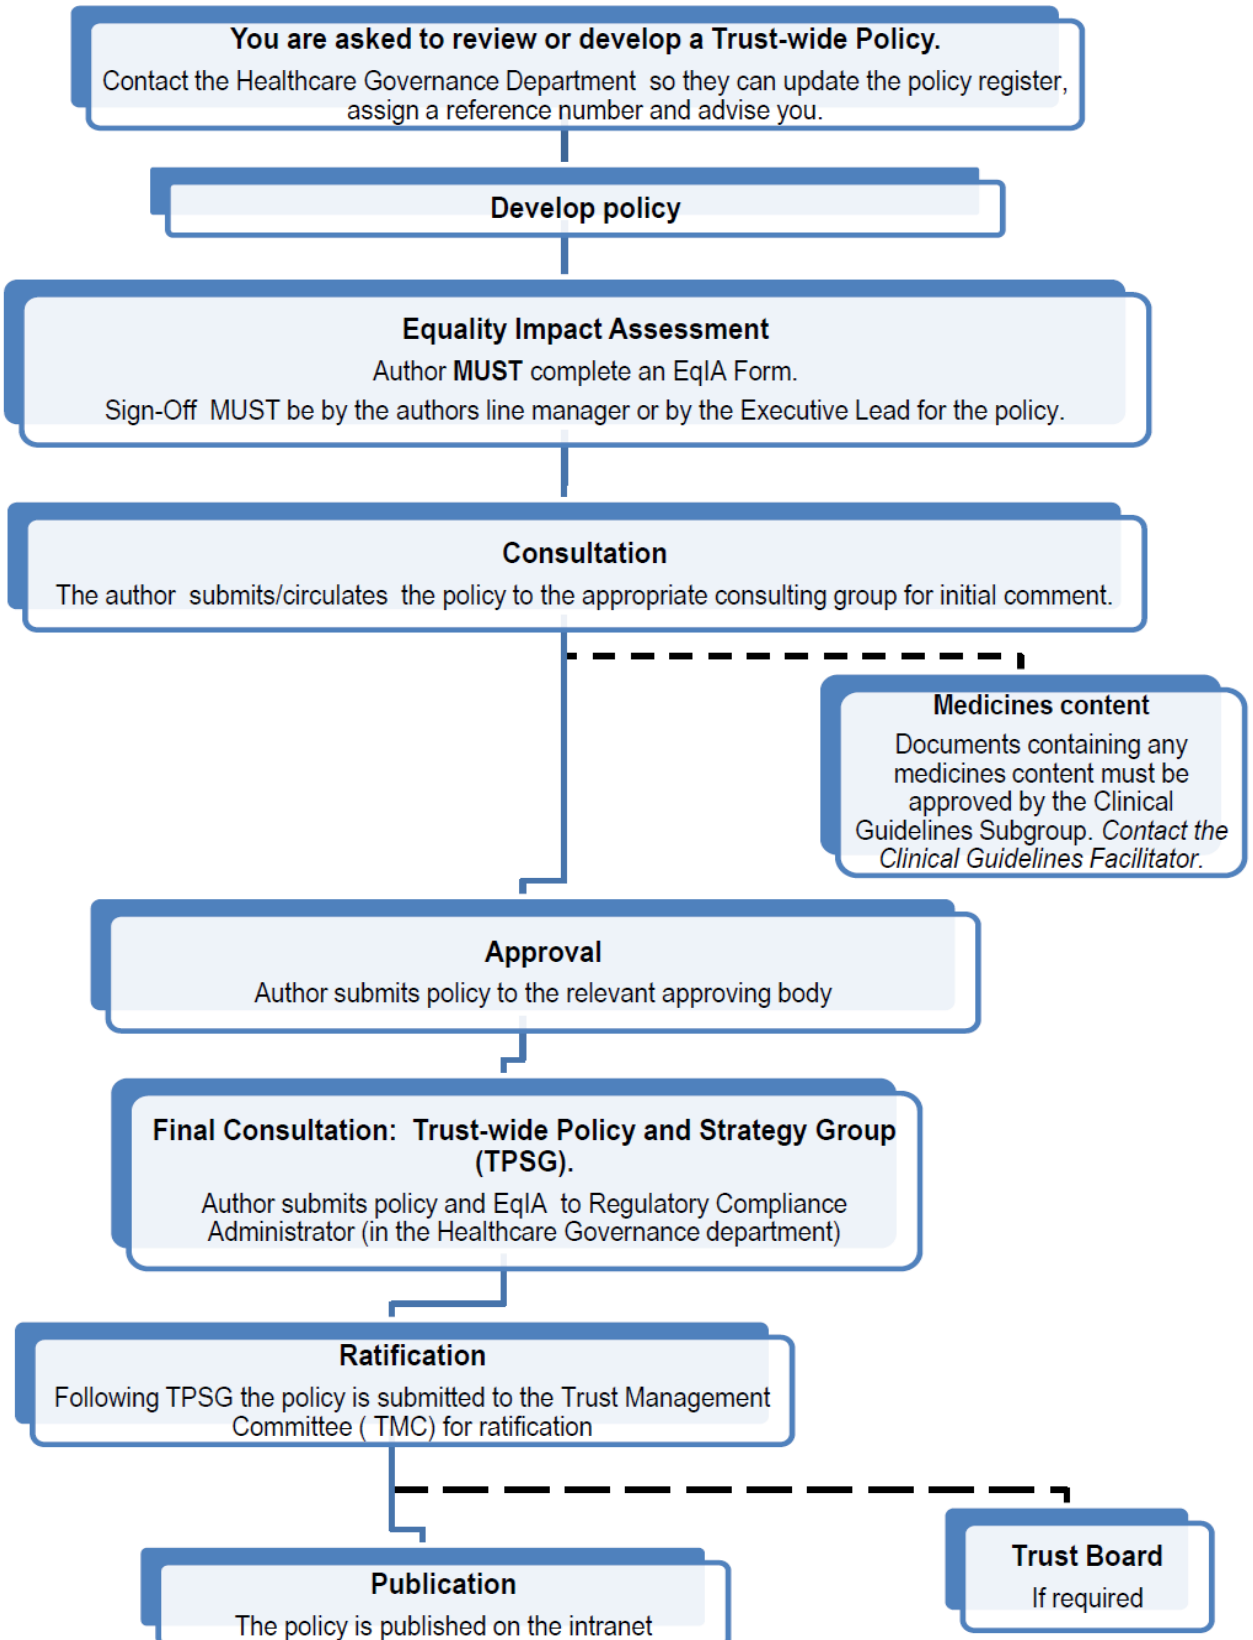 You are asked to review or develop a Trust-wide Policy.
Contact the Healthcare Governance Department so they can update the policy register,
assign a reference number and advise you.
Develop policy
Equality Impact Assessment
Author MUST complete an EqIA Form.
Sign-Off MUST be by the authors line manager or by the Executive Lead for the policy.
Consultation
The author submits/circulates the policy to the appropriate consulting group for initial comment.
Medicines content
Documents containing any
medicines content must be
approved by the Clinical
Guidelines Subgroup. Contact the
Clinical Guidelines Facilitator.
Approval
Author submits policy to the relevant approving body
Final Consultation: Trust-wide Policy and Strategy Group
(TPSG).
Author submits policy and EqIA to Regulatory Compliance
Administrator (in the Healthcare Governance department)
Ratification
Following TPSG the policy is submitted to the Trust Management
Committee ( TMC) for ratification
Trust Board
If required
Publication
The policy is published on the intranet